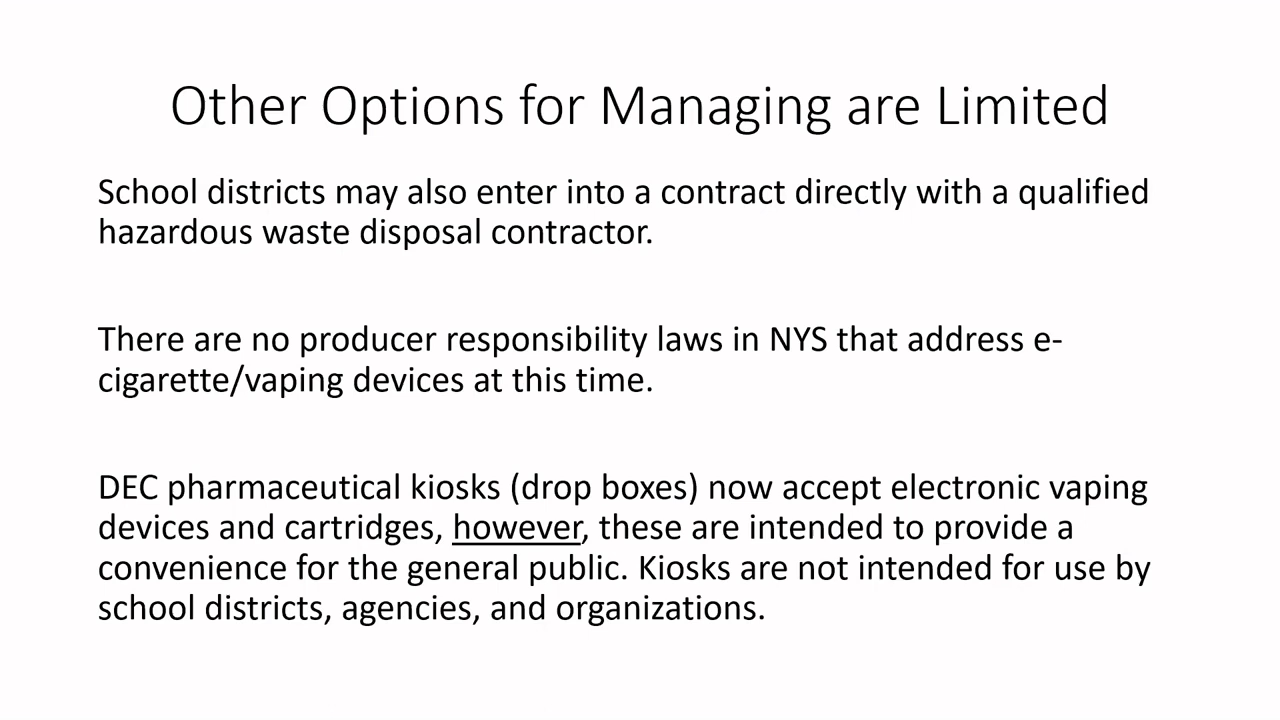 Other Options for Managing are Limited
School districts may also enter into a contract directly with a qualified
hazardous waste disposal contractor.
There are no producer responsibility laws in NYS that address e-
cigarette/vaping devices at this time.
DEC pharmaceutical kiosks (drop boxes) now accept electronic vaping
devices and cartridges, however, these are intended to provide a
convenience for the general public. Kiosks are not intended for use by
school districts, agencies, and organizations.